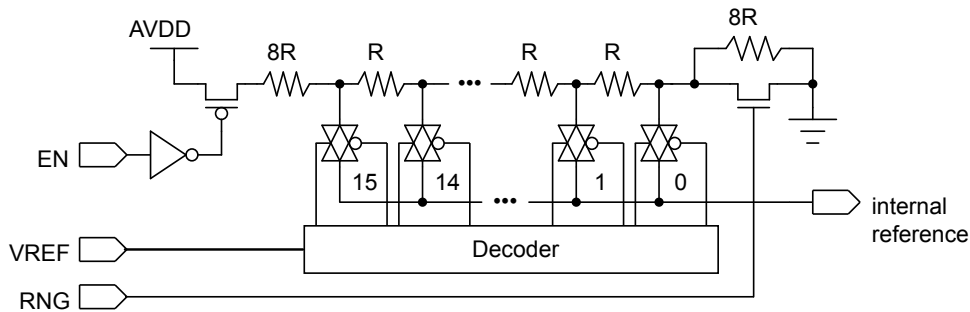 AVDD
8R
R
R
R
8R
EN
15
14
1
0
internal
reference
VREF
Decoder
RNG